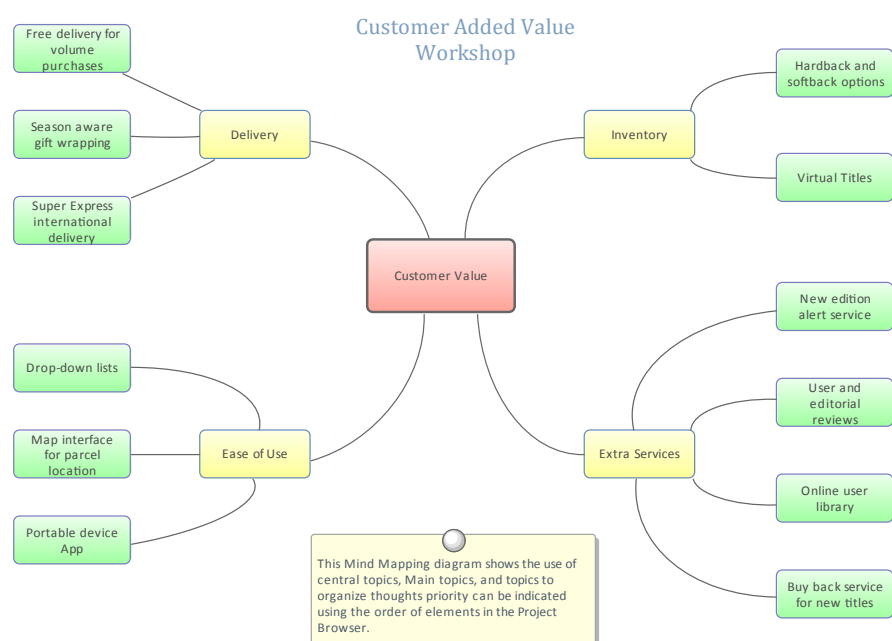 Customer Added Value
Workshop
Free delivery for
volume
purchases
Season aware
gift wrapping
Super Express
international
delivery
Delivery
Inventory
Hardback and
softback options
Virtual Titles
Customer Value
Drop-down lists
Map interface
for parcel
location
Portable device
App
Ease of Use
Extra Services
New edition
alert service
User and
editorial
reviews
Online user
library
Buy back service
for new titles
This Mind Mapping diagram shows the use of
central topics, Main topics, and topics to
organize thoughts priority can be indicated
using the order of elements in the Project
Browser.